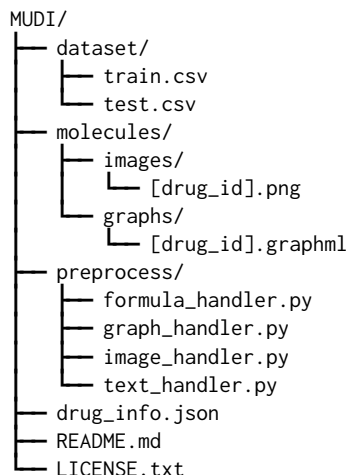 MUDI/
├── dataset/
│   ├── train.csv
│   └── test.csv
├── molecules/
│   ├── images/
│   │   └── [drug_id].png
│   └── graphs/
│       └── [drug_id].graphml
├── preprocess/
│   ├── formula_handler.py
│   ├── graph_handler.py
│   ├── image_handler.py
│   └── text_handler.py
├── drug_info.json
├── README.md
└── LICENSE.txt